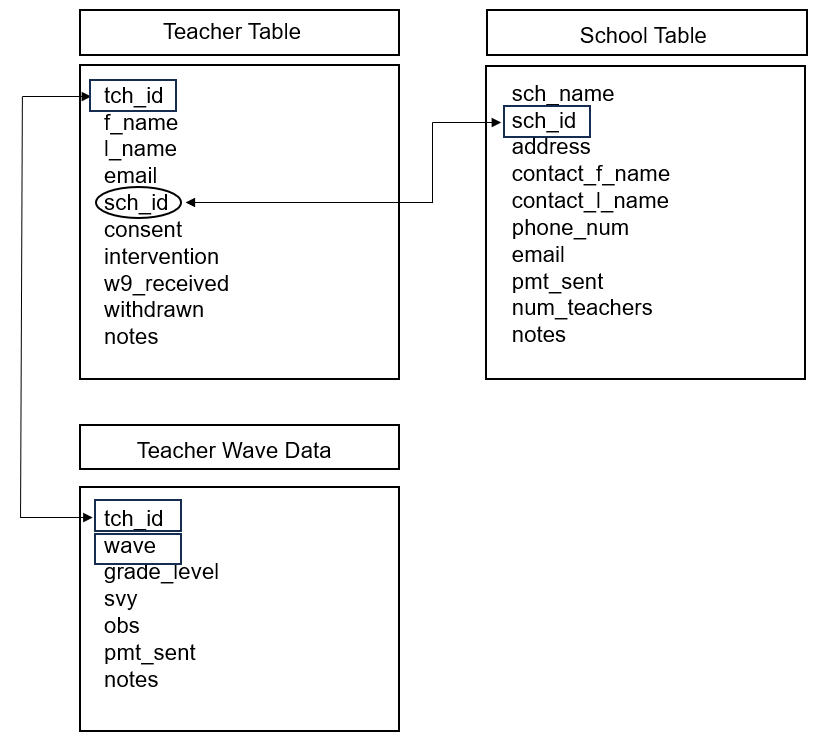 Teacher Table
tch_id
f_name
l_name
email
sch_id
consent
intervention
w9_received
withdrawn
notes
School Table
sch_name
sch_id
address
contact_f_name
contact_l_name
phone_num
email
pmt_sent
num_teachers
notes
Teacher Wave Data
tch_id
wave
grade_level
svy
obs
pmt_sent
notes